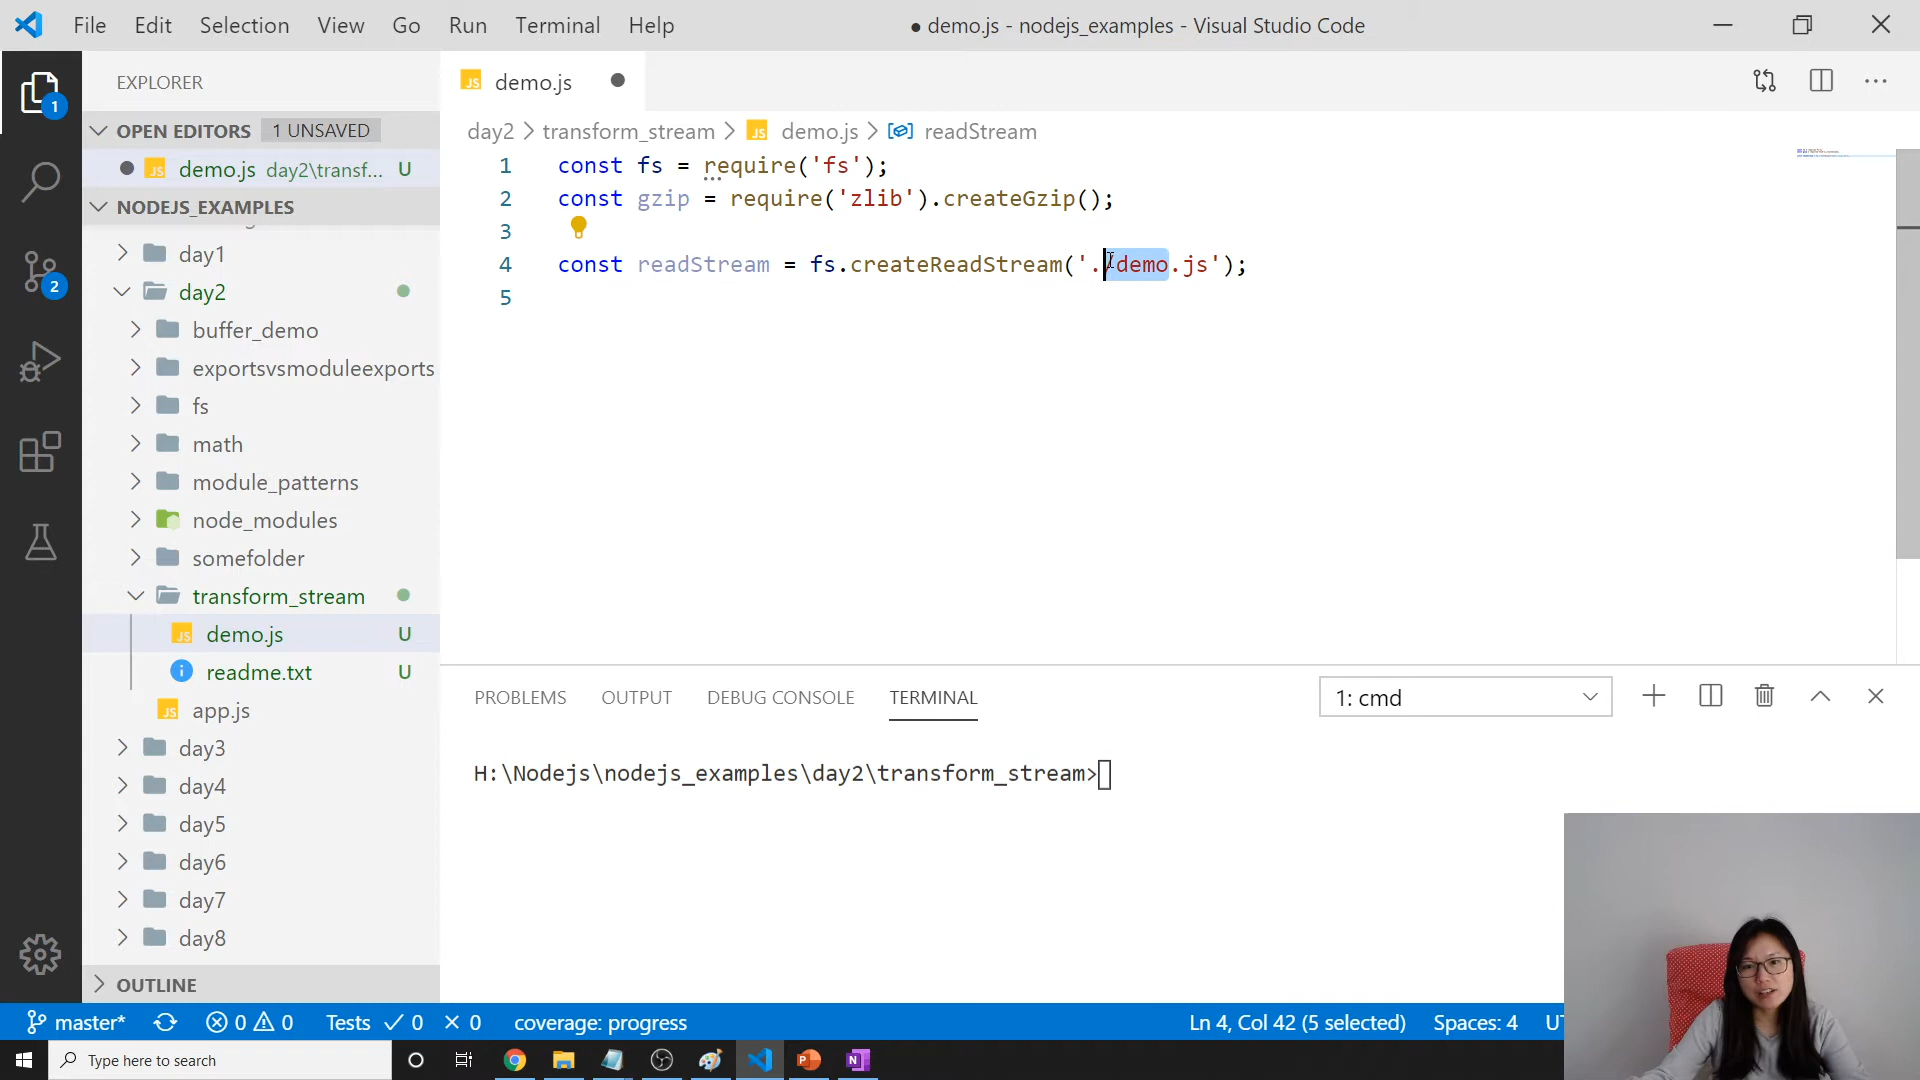 File Edit Selection View Go Run Terminal Help
● demo.js - nodejs_examples - Visual Studio Code
EXPLORER
OPEN EDITORS 1 UNSAVED
demo.js day2\transf... U
NODEJS_EXAMPLES
day1
day2
buffer_demo
exportsvsmoduleexports
fs
math
module_patterns
node_modules
somefolder
transform_stream
demo.js U
readme.txt U
app.js
day3
day4
day5
day6
day7
day8
OUTLINE
1
2
demo.js
day2 > transform_stream > demo.js > readStream
1 const fs = require('fs');
2 const gzip = require('zlib').createGzip();
3
4 const readStream = fs.createReadStream('./demo.js');
5
PROBLEMS OUTPUT DEBUG CONSOLE TERMINAL 1: cmd
H:\Nodejs\nodejs_examples\day2\transform_stream>
master* 0 0 Tests 0 0 coverage: progress Ln 4, Col 42 (5 selected) Spaces: 4
Type here to search